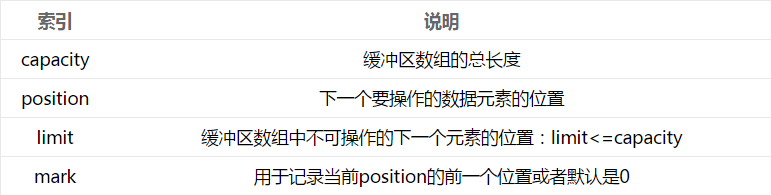 索引 说明
capacity 缓冲区数组的总长度
position 下一个要操作的数据元素的位置
limit 缓冲区数组中不可操作的下一个元素的位置：limit<=capacity
mark 用于记录当前position的前一个位置或者默认是0